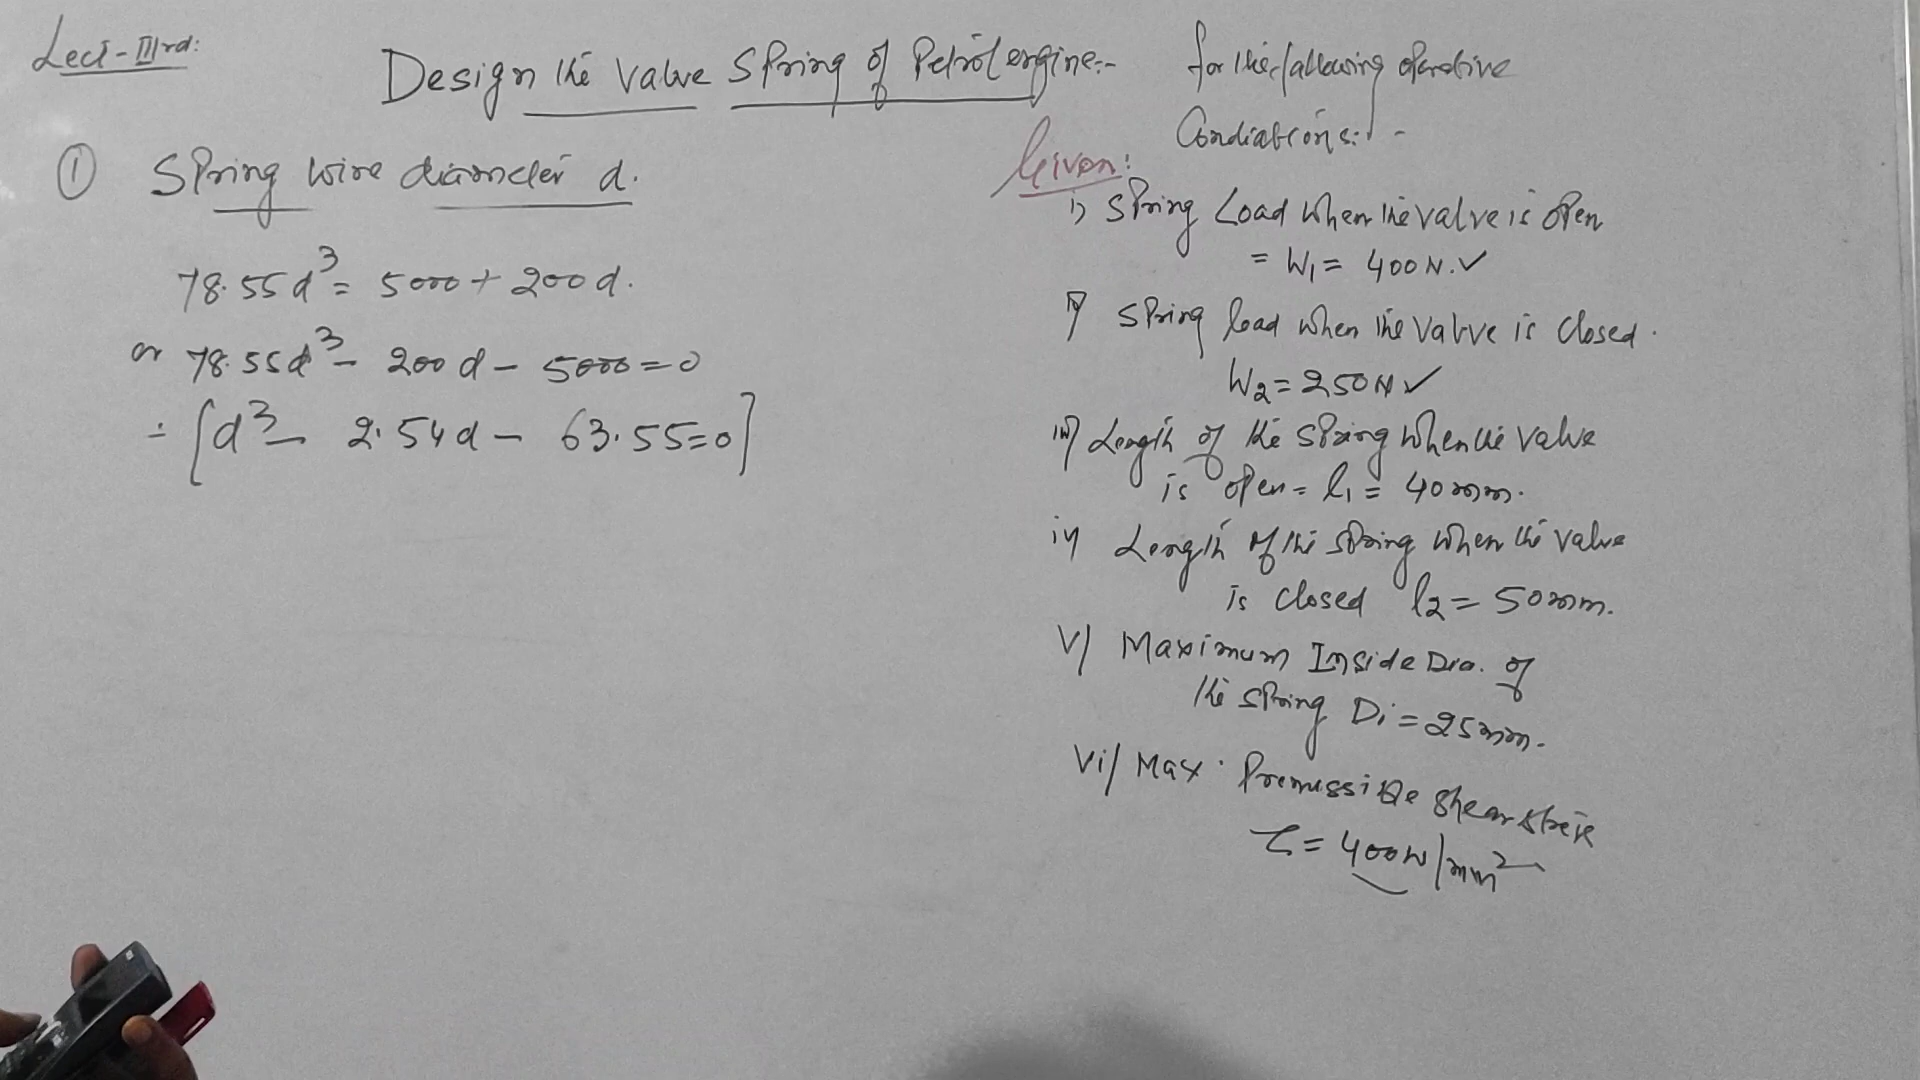 Lect-IIIrd:
Design the Valve Spring of Petrol engine:- for the following operative
Condiations:-
① Spring wire diameter d.
78.55d³ = 5000 + 200d.
or 78.55d³ - 200d - 5000 = 0
[d³ - 2.54d - 63.55=0]
Given:
i) Spring Load when the valve is open
= W₁ = 400N.✓
ii) Spring load when the Valve is closed.
W₂ = 250N ✓
iii) Length of the spring when the Valve
is open = l₁ = 40mm.
iv) Length of the spring when the valve
is closed l₂ = 50mm.
V) Maximum Inside Dia. of
the spring Di = 25mm.
Vi) Max. Premissible Shear stress
τ = 400N/mm²